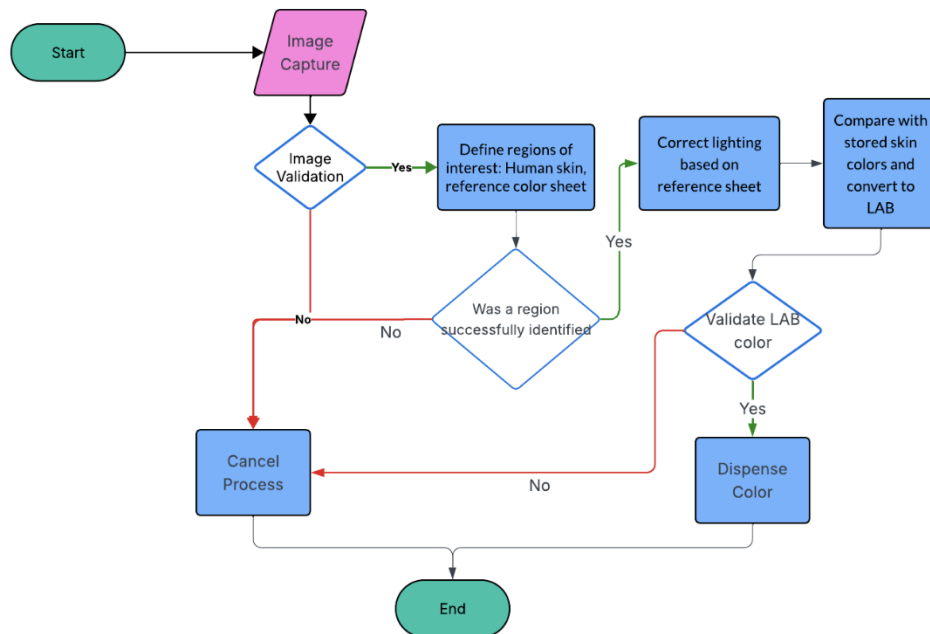 Start
Image
Capture
Image
Validation
Yes
Define regions of
interest: Human skin,
reference color sheet
Correct lighting
based on
reference sheet
Compare with
stored skin
colors and
convert to
LAB
Yes
Was a region
successfully identified
No
No
Validate LAB
color
Yes
Cancel
Process
No
Dispense
Color
End